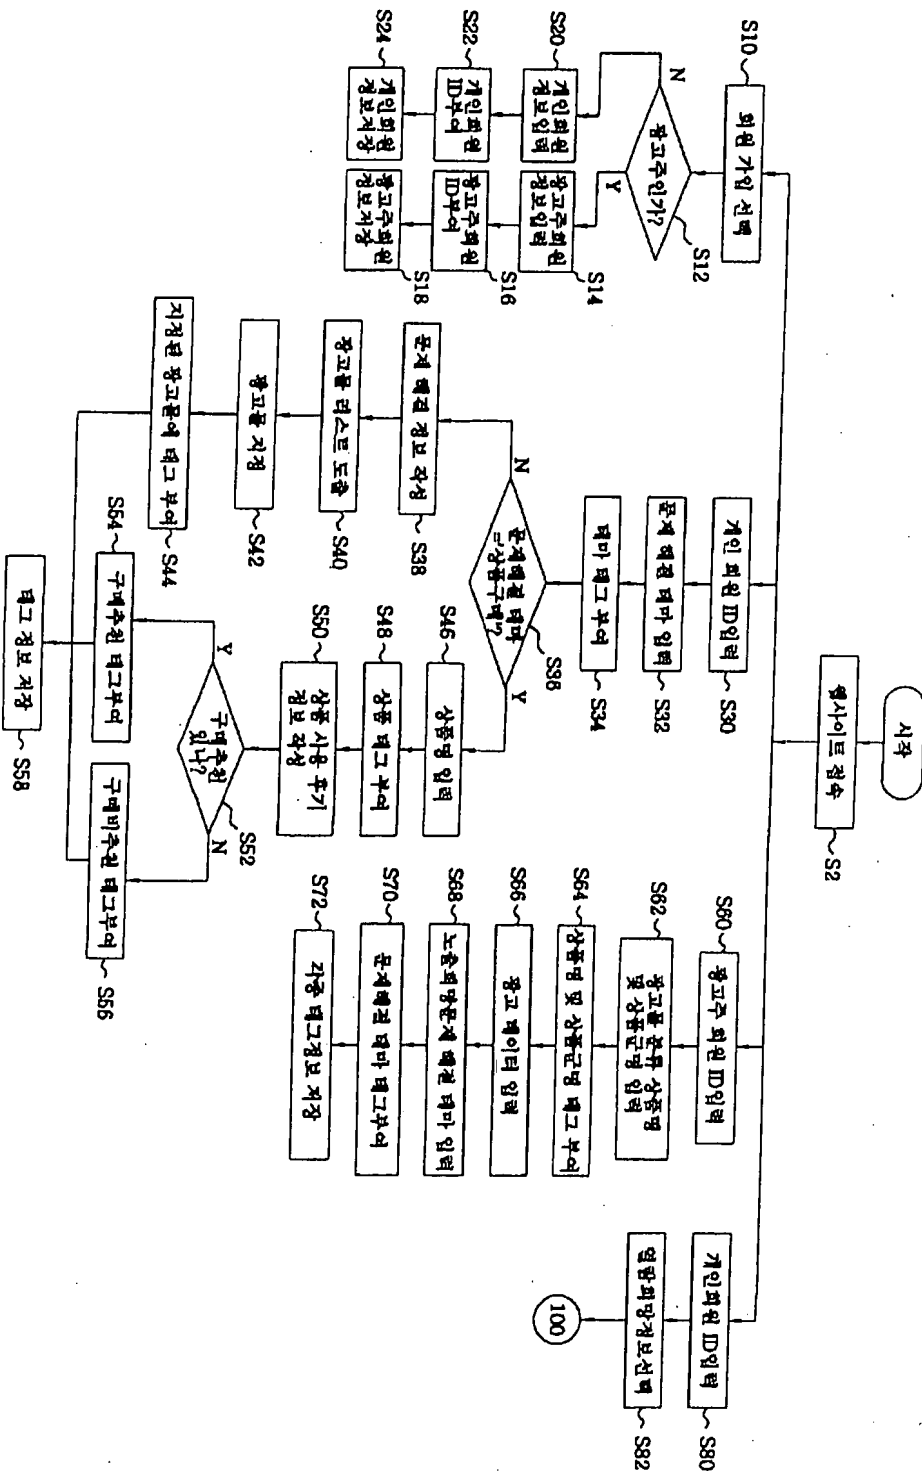 시작
웹사이트 접속
S2
S10
회원 가입 선택
광고주인가?
S12
N
Y
S20
개인회원
정보입력
S22
개인회원
ID부여
S24
개인회원
정보저장
광고주회원
정보입력
S14
광고주회원
ID부여
S16
광고주회원
정보저장
S18
개인 회원 ID입력
S30
문제 해결 테마 입력
S32
테마 태그 부여
S34
문제해결 테마
='상품구매'?
S36
N
Y
문제 해결 정보 작성
S38
광고물 리스트 도출
S40
광고물 지정
S42
지정된 광고물에 태그 부여
S44
S46
상품명 입력
S48
상품 태그 부여
S50
상품 사용 후기
정보 작성
구매추천
있나?
S52
Y
N
S54
구매추천 태그부여
구매비추천 태그부여
S56
태그 정보 저장
S58
S60
광고주 회원 ID입력
S62
광고물 분류 상품명
및 상품군명 입력
S64
상품명 및 상품군명 태그 부여
S66
광고 데이터 입력
S68
노출희망문제 해결 테마 입력
S70
문제해결 테마 태그부여
S72
각종 태그정보 저장
개인회원 ID입력
S80
열람희망정보선택
S82
100